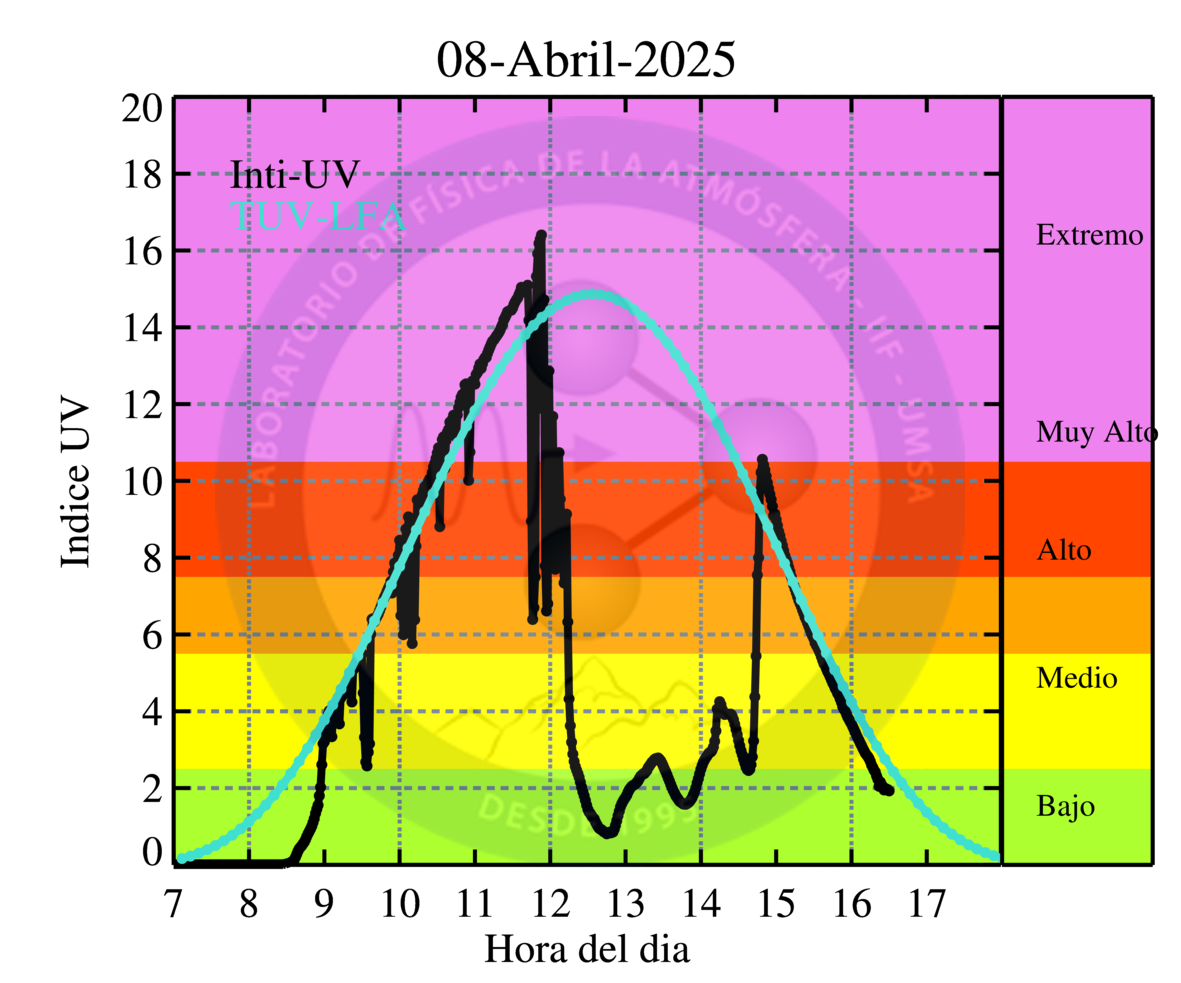 08-Abril-2025
20
18
16
14
12
10
8
6
4
2
0
Indice UV
Inti-UV
TUV-LFA
LABORATORIO DE FÍSICA DE LA ATMÓSFERA - IIF - UMSA
DESDE 1995
Extremo
Muy Alto
Alto
Medio
Bajo
7 8 9 10 11 12 13 14 15 16 17
Hora del dia